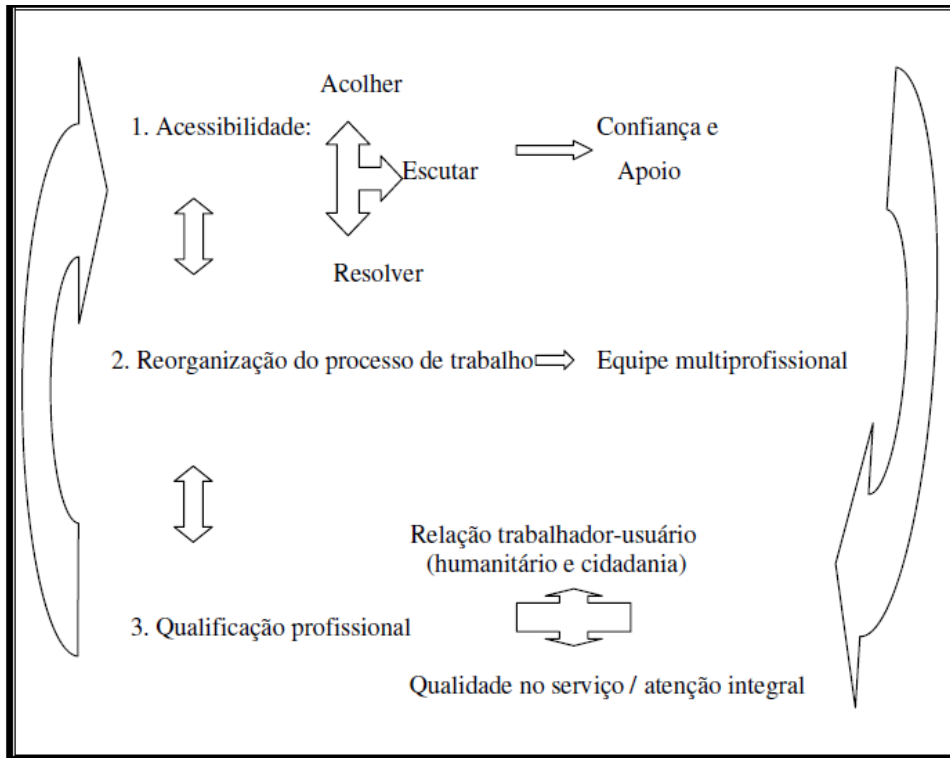 Acolher
1. Acessibilidade:
Confiança e
Escutar
Apoio
Resolver
2. Reorganização do processo de trabalho
Equipe multiprofissional
Relação trabalhador-usuário
(humanitário e cidadania)
3. Qualificação profissional
Qualidade no serviço / atenção integral